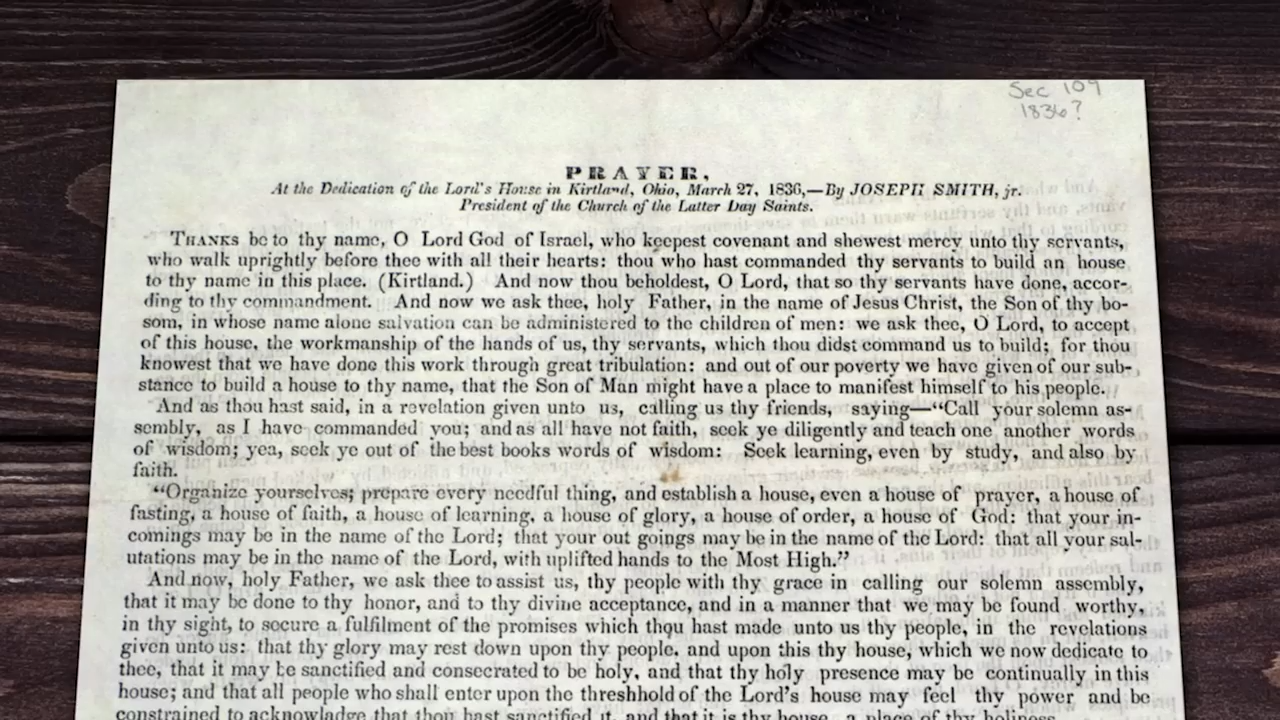 Sec 109
1836?
PRAYER,
At the Dedication of the Lord's House in Kirtland, Ohio, March 27, 1836,—By JOSEPH SMITH, jr.
President of the Church of the Latter Day Saints.
THANKS be to thy name, O Lord God of Israel, who keepest covenant and shewest mercy unto thy servants,
who walk uprightly before thee with all their hearts: thou who hast commanded thy servants to build an house
to thy name in this place. (Kirtland.) And now thou beholdest, O Lord, that so thy servants have done, accor-
ding to thy commandment. And now we ask thee, holy Father, in the name of Jesus Christ, the Son of thy bo-
som, in whose name alone salvation can be administered to the children of men: we ask thee, O Lord, to accept
of this house, the workmanship of the hands of us, thy servants, which thou didst command us to build; for thou
knowest that we have done this work through great tribulation: and out of our poverty we have given of our sub-
stance to build a house to thy name, that the Son of Man might have a place to manifest himself to his people.
And as thou hast said, in a revelation given unto us, calling us thy friends, saying—“Call your solemn as-
sembly, as I have commanded you; and as all have not faith, seek ye diligently and teach one another words
of wisdom; yea, seek ye out of the best books words of wisdom: Seek learning, even by study, and also by
faith.
“Organize yourselves; prepare every needful thing, and establish a house, even a house of prayer, a house of
fasting, a house of faith, a house of learning, a house of glory, a house of order, a house of God: that your in-
comings may be in the name of the Lord; that your out goings may be in the name of the Lord: that all your sal-
utations may be in the name of the Lord, with uplifted hands to the Most High.”
And now, holy Father, we ask thee to assist us, thy people with thy grace in calling our solemn assembly,
that it may be done to thy honor, and to thy divine acceptance, and in a manner that we may be found worthy,
in thy sight, to secure a fulfilment of the promises which thou hast made unto us thy people, in the revelations
given unto us: that thy glory may rest down upon thy people, and upon this thy house, which we now dedicate to
thee, that it may be sanctified and consecrated to be holy, and that thy holy presence may be continually in this
house; and that all people who shall enter upon the threshhold of the Lord's house may feel thy power and be
constrained to acknowledge that thou hast sanctified it, and that it is thy house, a place of thy holiness.